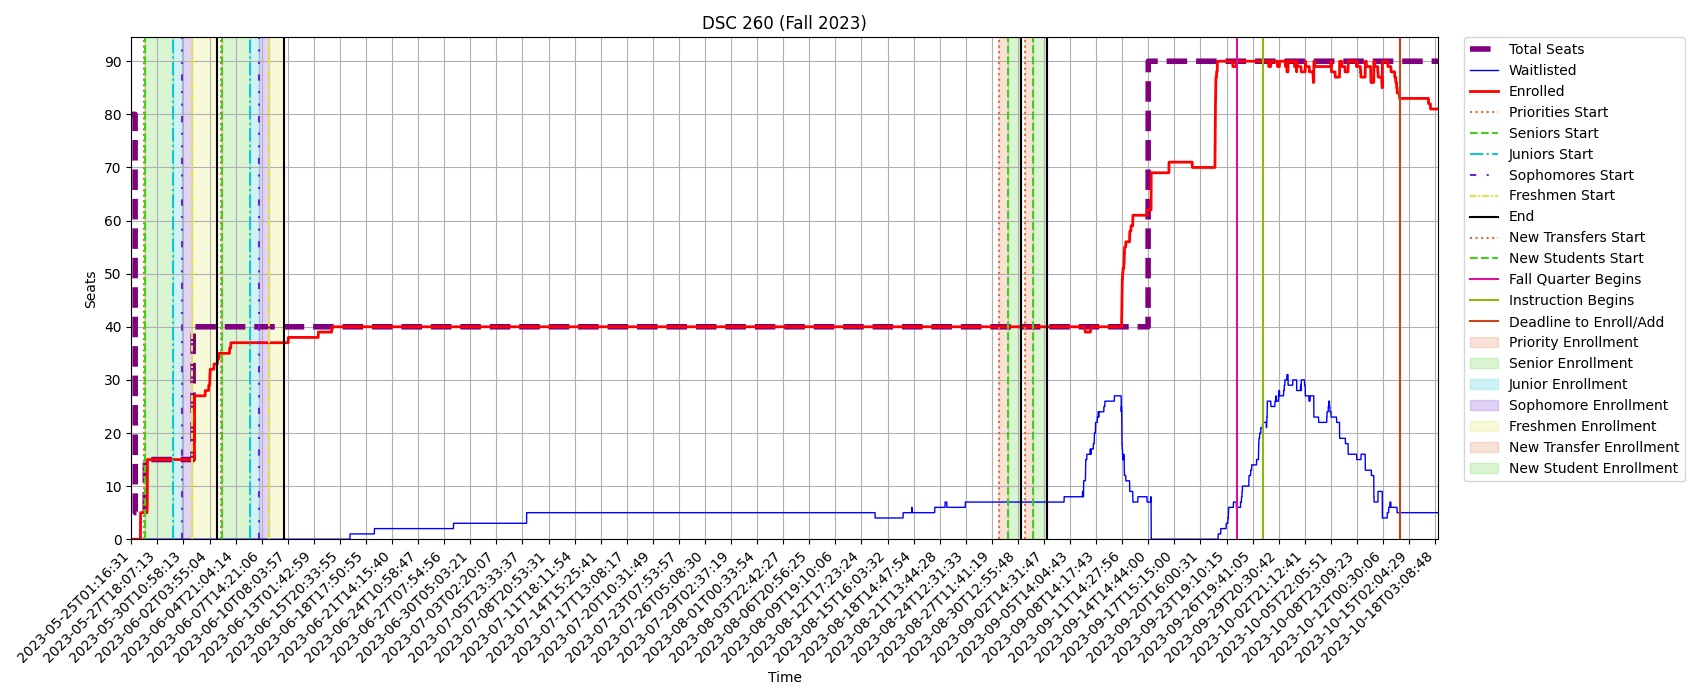 DSC 260 (Fall 2023)
Seats
90
80
70
60
50
40
30
20
10
0
2023-05-25T01:16:31
2023-05-27T18:07:13
2023-05-30T10:58:13
2023-06-02T03:55:04
2023-06-04T21:04:14
2023-06-07T14:21:06
2023-06-10T08:03:57
2023-06-13T01:42:59
2023-06-15T20:33:55
2023-06-18T17:50:55
2023-06-21T14:15:40
2023-06-24T10:58:47
2023-06-27T07:54:56
2023-06-30T05:03:21
2023-07-03T02:20:07
2023-07-05T23:33:37
2023-07-08T20:53:31
2023-07-11T18:11:54
2023-07-14T15:25:41
2023-07-17T13:08:17
2023-07-20T10:31:49
2023-07-23T07:53:57
2023-07-26T05:08:30
2023-07-29T02:37:19
2023-08-01T00:33:54
2023-08-03T22:42:27
2023-08-06T20:56:25
2023-08-09T19:10:06
2023-08-12T17:23:24
2023-08-15T16:03:32
2023-08-18T14:47:54
2023-08-21T13:44:28
2023-08-24T12:31:33
2023-08-27T11:41:19
2023-08-30T12:55:48
2023-09-02T14:31:47
2023-09-05T14:04:43
2023-09-08T14:17:43
2023-09-11T14:27:56
2023-09-14T14:44:00
2023-09-17T15:15:00
2023-09-20T16:00:31
2023-09-23T19:10:15
2023-09-26T19:41:05
2023-09-29T20:30:42
2023-10-02T21:12:41
2023-10-05T22:05:51
2023-10-08T23:09:23
2023-10-12T00:30:06
2023-10-15T02:04:29
2023-10-18T03:08:48
Time
Total Seats
Waitlisted
Enrolled
Priorities Start
Seniors Start
Juniors Start
Sophomores Start
Freshmen Start
End
New Transfers Start
New Students Start
Fall Quarter Begins
Instruction Begins
Deadline to Enroll/Add
Priority Enrollment
Senior Enrollment
Junior Enrollment
Sophomore Enrollment
Freshmen Enrollment
New Transfer Enrollment
New Student Enrollment